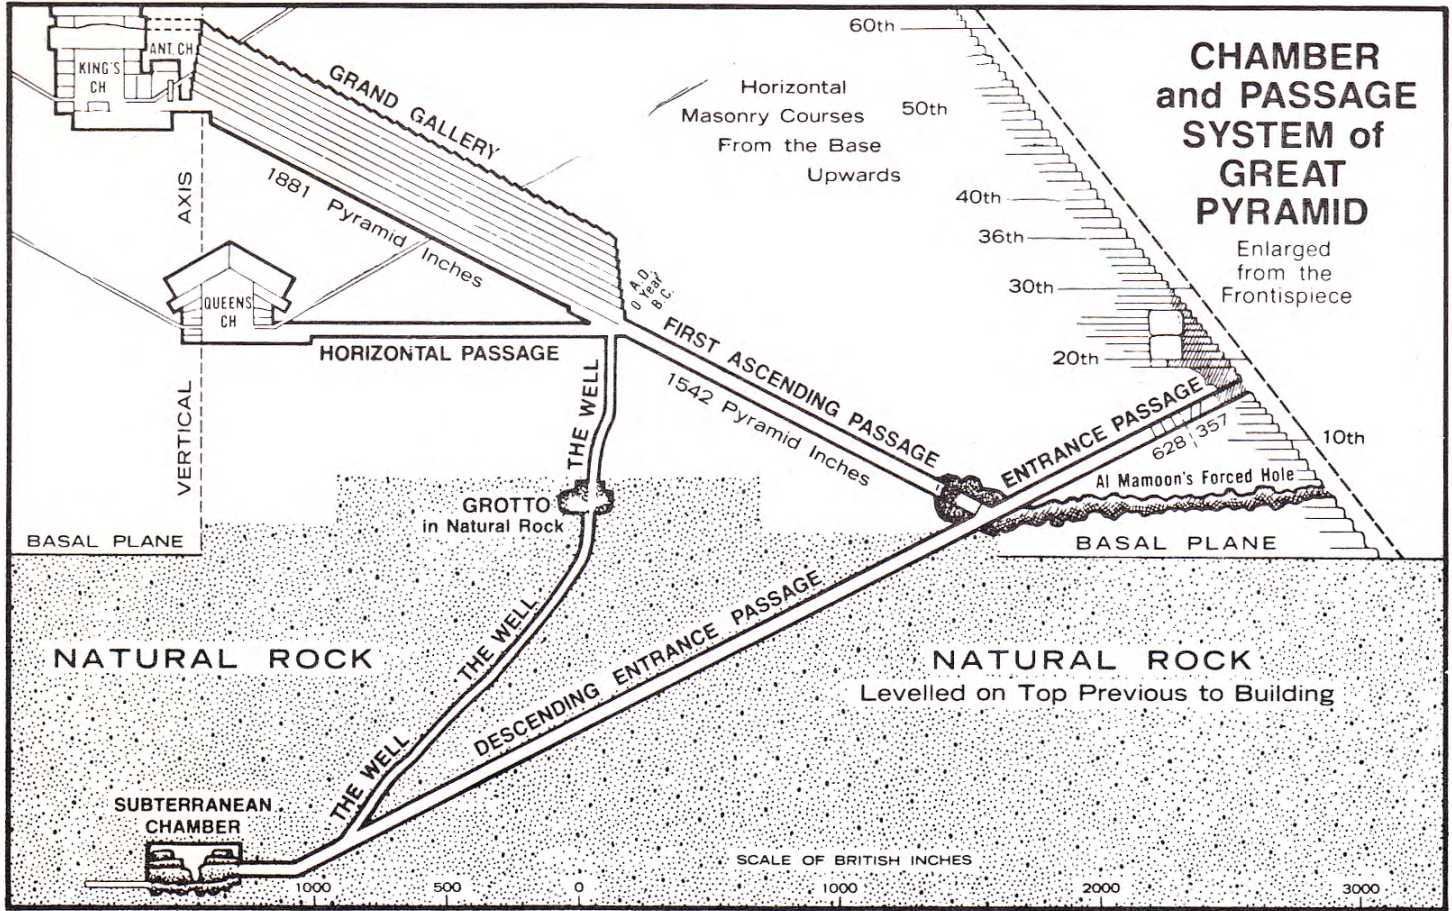 CHAMBER
and PASSAGE
SYSTEM of
GREAT
PYRAMID
Enlarged
from the
Frontispiece
60th
50th
40th
36th
30th
20th
10th
Horizontal
Masonry Courses
From the Base
Upwards
KING'S
CH
ANT. CH
GRAND GALLERY
1881 Pyramid Inches
AXIS
VERTICAL
QUEENS
CH
HORIZONTAL PASSAGE
A.D.
0 Year
B.C.
FIRST ASCENDING PASSAGE
1542 Pyramid Inches
ENTRANCE PASSAGE
628 357
Al Mamoon's Forced Hole
THE WELL
GROTTO
in Natural Rock
BASAL PLANE
BASAL PLANE
THE WELL
DESCENDING ENTRANCE PASSAGE
NATURAL ROCK
NATURAL ROCK
Levelled on Top Previous to Building
THE WELL
SUBTERRANEAN
CHAMBER
SCALE OF BRITISH INCHES
1000 500 0 1000 2000 3000